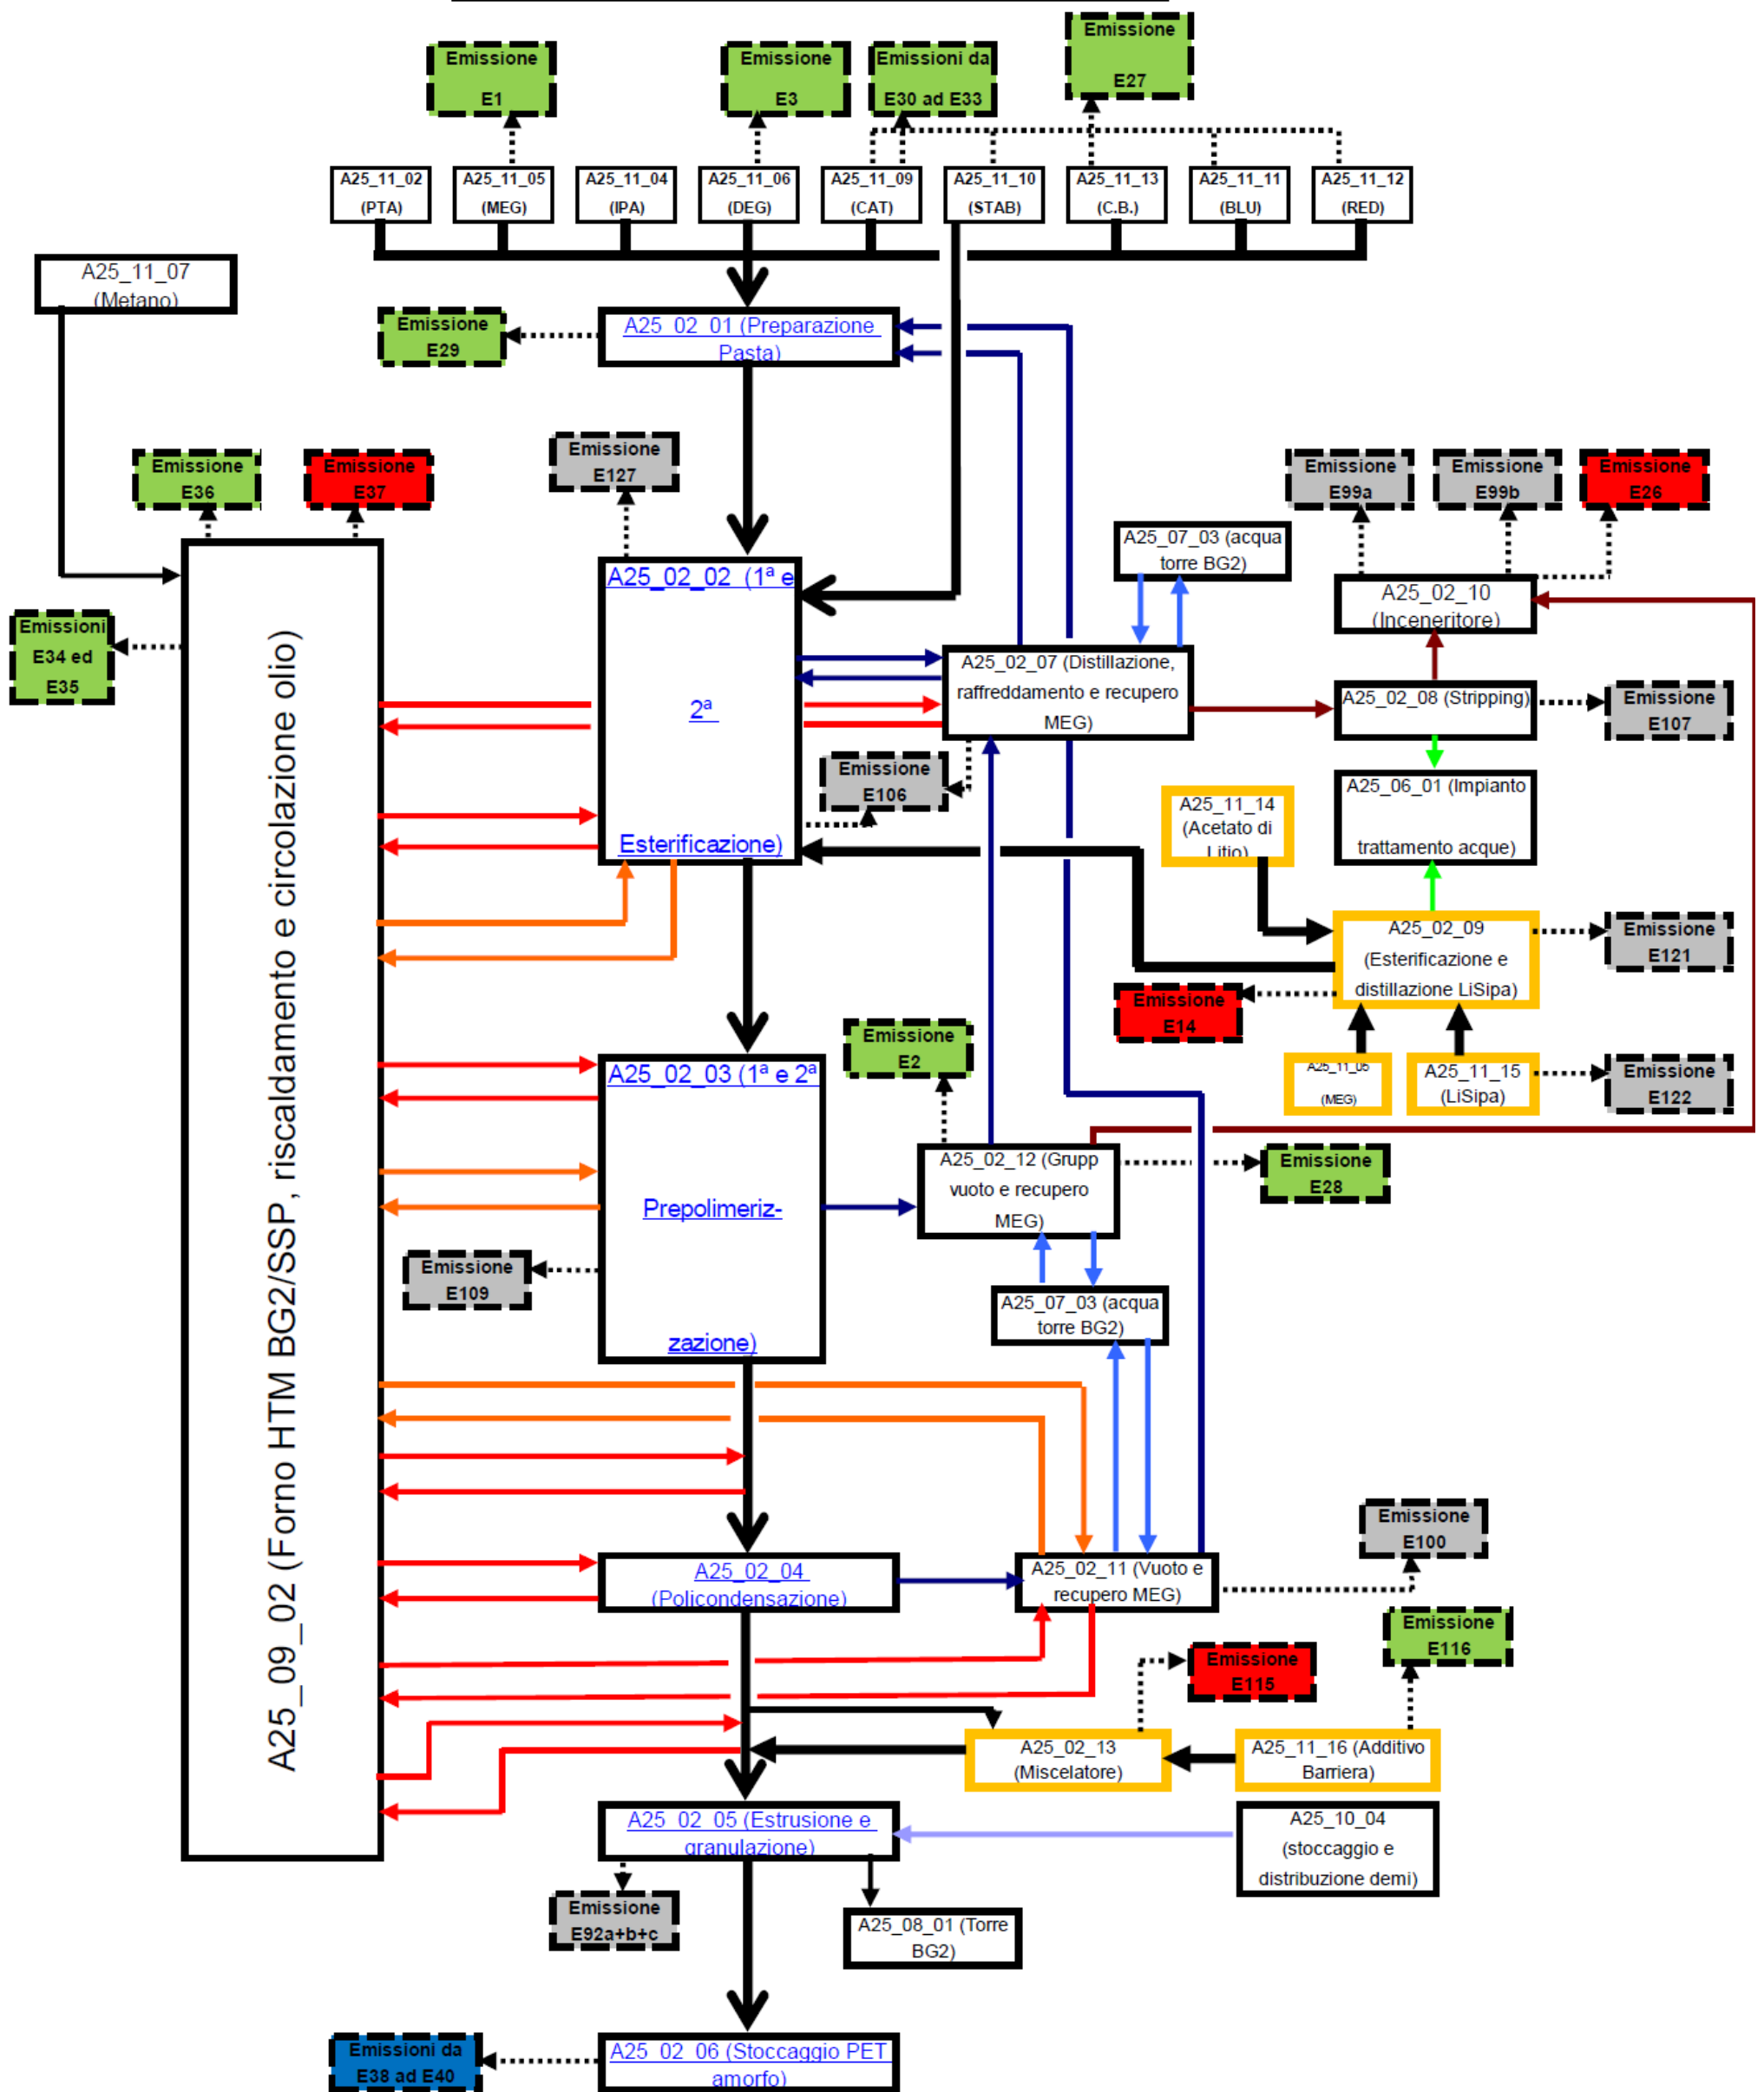 Emissione
E1
Emissione
E3
Emissioni da
E30 ad E33
Emissione
E27
A25_11_02
(PTA)
A25_11_05
(MEG)
A25_11_04
(IPA)
A25_11_06
(DEG)
A25_11_09
(CAT)
A25_11_10
(STAB)
A25_11_13
(C.B.)
A25_11_11
(BLU)
A25_11_12
(RED)
A25_11_07
(Metano)
Emissione
E29
A25_02_01 (Preparazione
Pasta)
Emissione
E36
Emissione
E37
Emissione
E127
Emissione
E99a
Emissione
E99b
Emissione
E26
A25_07_03 (acqua
torre BG2)
A25_02_02 (1ª e
2ª
Esterificazione)
A25_02_10
(Inceneritore)
Emissioni
E34 ed
E35
A25_09_02 (Forno HTM BG2/SSP, riscaldamento e circolazione olio)
A25_02_07 (Distillazione,
raffreddamento e recupero
MEG)
A25_02_08 (Stripping)
Emissione
E107
Emissione
E106
A25_11_14
(Acetato di
Litio)
A25_06_01 (Impianto
trattamento acque)
A25_02_09
(Esterificazione e
distillazione LiSipa)
Emissione
E121
Emissione
E14
Emissione
E2
A25_02_03 (1ª e 2ª
Prepolimeriz-
zazione)
A25_11_05
(MEG)
A25_11_15
(LiSipa)
Emissione
E122
A25_02_12 (Grupp
vuoto e recupero
MEG)
Emissione
E28
Emissione
E109
A25_07_03 (acqua
torre BG2)
Emissione
E100
A25_02_04
(Policondensazione)
A25_02_11 (Vuoto e
recupero MEG)
Emissione
E116
Emissione
E115
A25_02_13
(Miscelatore)
A25_11_16 (Additivo
Barriera)
A25_02_05 (Estrusione e
granulazione)
A25_10_04
(stoccaggio e
distribuzione demi)
Emissione
E92a+b+c
A25_08_01 (Torre
BG2)
Emissioni da
E38 ad E40
A25_02_06 (Stoccaggio PET
amorfo)